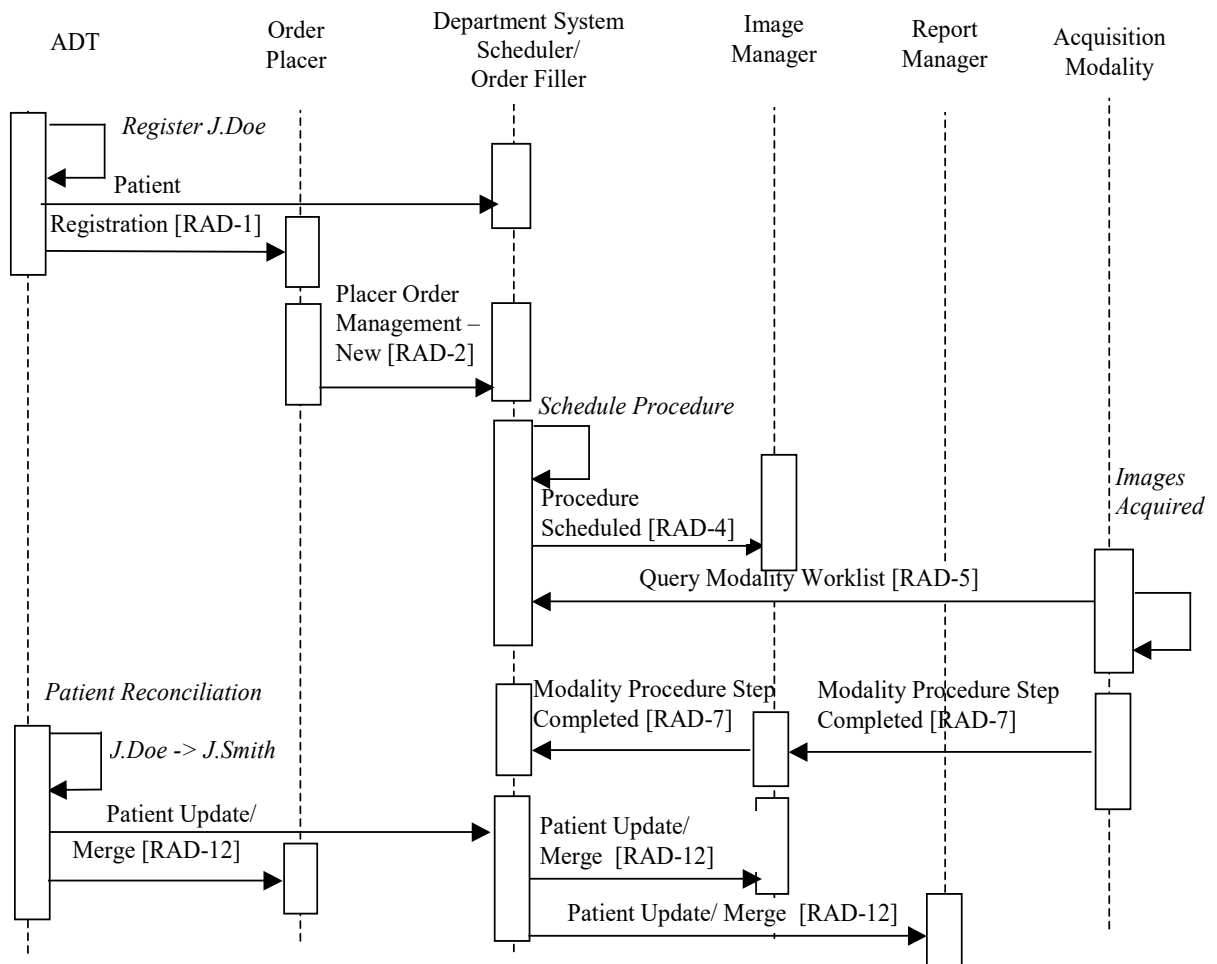 ADT
Order
Placer
Department System
Scheduler/
Order Filler
Image
Manager
Report
Manager
Acquisition
Modality
Register J.Doe
Patient
Registration [RAD-1]
Placer Order
Management –
New [RAD-2]
Schedule Procedure
Procedure
Scheduled [RAD-4]
Images
Acquired
Query Modality Worklist [RAD-5]
Patient Reconciliation
J.Doe -> J.Smith
Modality Procedure Step
Completed [RAD-7]
Modality Procedure Step
Completed [RAD-7]
Patient Update/
Merge [RAD-12]
Patient Update/
Merge [RAD-12]
Patient Update/ Merge [RAD-12]